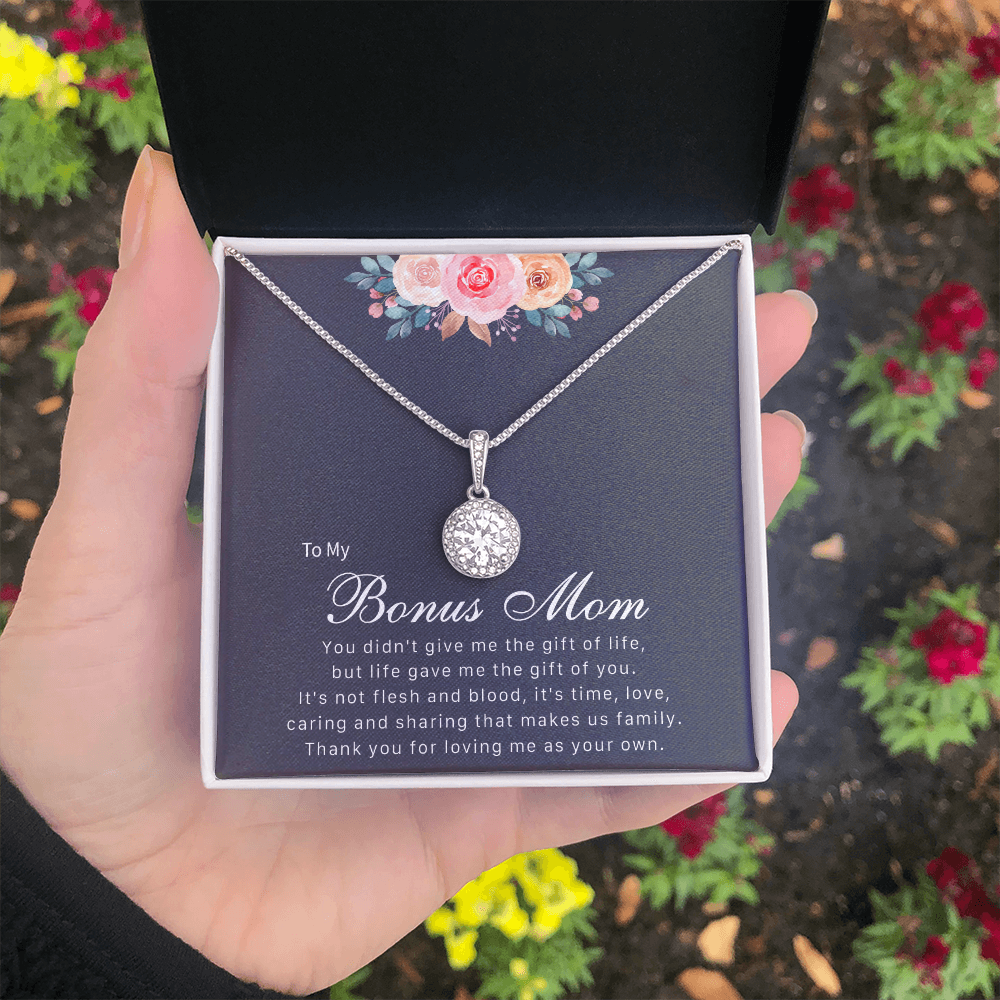 To My
Bonus Mom
You didn't give me the gift of life,
but life gave me the gift of you.
It's not flesh and blood, it's time, love,
caring and sharing that makes us family.
Thank you for loving me as your own.